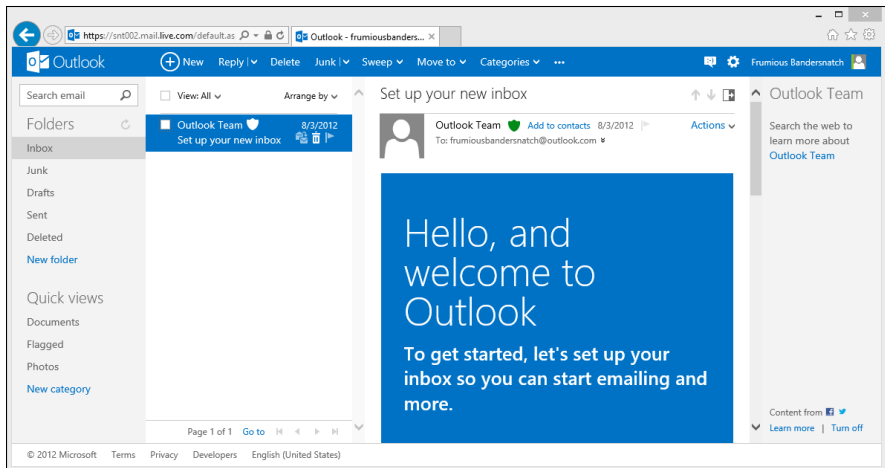 https://snt002.mail.live.com/default.as
Outlook - frumiousbanders...
Outlook
New Reply Delete Junk Sweep Move to Categories ...
Frumious Bandersnatch
Search email
Folders
Inbox
Junk
Drafts
Sent
Deleted
New folder
Quick views
Documents
Flagged
Photos
New category
View: All Arrange by
Outlook Team 8/3/2012
Set up your new inbox
Page 1 of 1 Go to
Set up your new inbox
Outlook Team Add to contacts 8/3/2012 Actions
To: frumiousbandersnatch@outlook.com
Hello, and
welcome to
Outlook
To get started, let's set up your
inbox so you can start emailing and
more.
Outlook Team
Search the web to
learn more about
Outlook Team
Content from
Learn more | Turn off
© 2012 Microsoft Terms Privacy Developers English (United States)